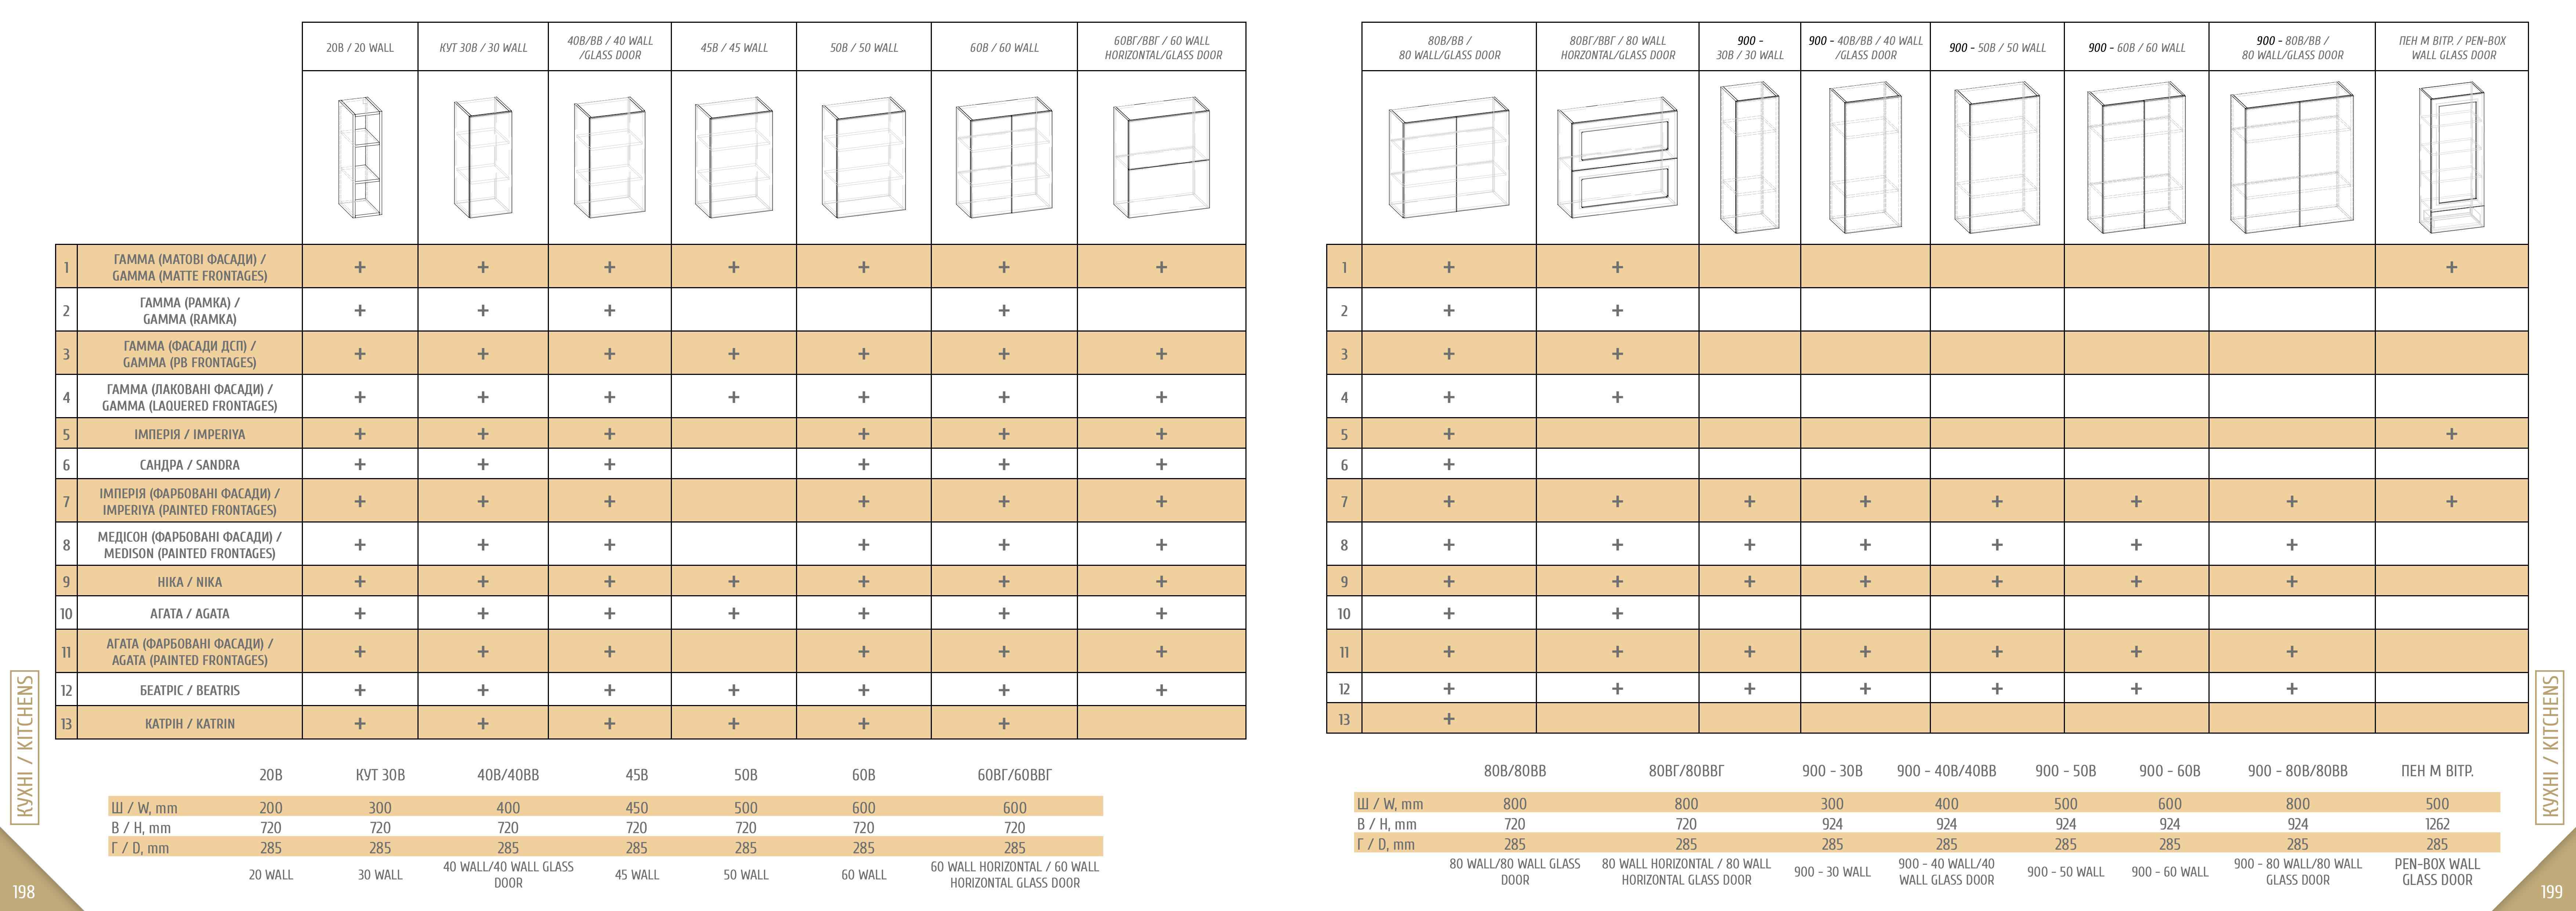 20В / 20 WALL
КУТ 30В / 30 WALL
40В/ВВ / 40 WALL
/GLASS DOOR
45В / 45 WALL
50В / 50 WALL
60В / 60 WALL
60ВГ/ВВГ / 60 WALL
HORIZONTAL/GLASS DOOR
1 ГАММА (МАТОВІ ФАСАДИ) /
GAMMA (MATTE FRONTAGES) + + + + + + +
2 ГАММА (РАМКА) /
GAMMA (RAMKA) + + + +
3 ГАММА (ФАСАДИ ДСП) /
GAMMA (PB FRONTAGES) + + + + + + +
4 ГАММА (ЛАКОВАНІ ФАСАДИ) /
GAMMA (LAQUERED FRONTAGES) + + + + + + +
5 ІМПЕРІЯ / IMPERIYA + + + + + +
6 САНДРА / SANDRA + + + + + +
7 ІМПЕРІЯ (ФАРБОВАНІ ФАСАДИ) /
IMPERIYA (PAINTED FRONTAGES) + + + + + +
8 МЕДІСОН (ФАРБОВАНІ ФАСАДИ) /
MEDISON (PAINTED FRONTAGES) + + + + + +
9 НІКА / NIKA + + + + + + +
10 АГАТА / AGATA + + + + + + +
11 АГАТА (ФАРБОВАНІ ФАСАДИ) /
AGATA (PAINTED FRONTAGES) + + + + + +
12 БЕАТРІС / BEATRIS + + + + + + +
13 КАТРІН / KATRIN + + + + + +
20В КУТ 30В 40В/40ВВ 45В 50В 60В 60ВГ/60ВВГ
Ш / W, mm 200 300 400 450 500 600 600
В / H, mm 720 720 720 720 720 720 720
Г / D, mm 285 285 285 285 285 285 285
20 WALL
30 WALL
40 WALL/40 WALL GLASS
DOOR
45 WALL
50 WALL
60 WALL
60 WALL HORIZONTAL / 60 WALL
HORIZONTAL GLASS DOOR
КУХНІ / KITCHENS
198
80В/ВВ /
80 WALL/GLASS DOOR
80ВГ/ВВГ / 80 WALL
HORZONTAL/GLASS DOOR
900 -
30В / 30 WALL
900 - 40В/ВВ / 40 WALL
/GLASS DOOR
900 - 50В / 50 WALL
900 - 60В / 60 WALL
900 - 80В/ВВ /
80 WALL/GLASS DOOR
ПЕН М ВІТР. / PEN-BOX
WALL GLASS DOOR
1 + + +
2 + +
3 + +
4 + +
5 + +
6 +
7 + + + + + + + +
8 + + + + + + +
9 + + + + + + +
10 + +
11 + + + + + + +
12 + + + + + + +
13 +
80В/80ВВ 80ВГ/80ВВГ 900 - 30В 900 - 40В/40ВВ 900 - 50В 900 - 60В 900 - 80В/80ВВ ПЕН М ВІТР.
Ш / W, mm 800 800 300 400 500 600 800 500
В / H, mm 720 720 924 924 924 924 924 1262
Г / D, mm 285 285 285 285 285 285 285 285
80 WALL/80 WALL GLASS
DOOR
80 WALL HORIZONTAL / 80 WALL
HORIZONTAL GLASS DOOR
900 - 30 WALL
900 - 40 WALL/40
WALL GLASS DOOR
900 - 50 WALL
900 - 60 WALL
900 - 80 WALL/80 WALL
GLASS DOOR
PEN-BOX WALL
GLASS DOOR
КУХНІ / KITCHENS
199